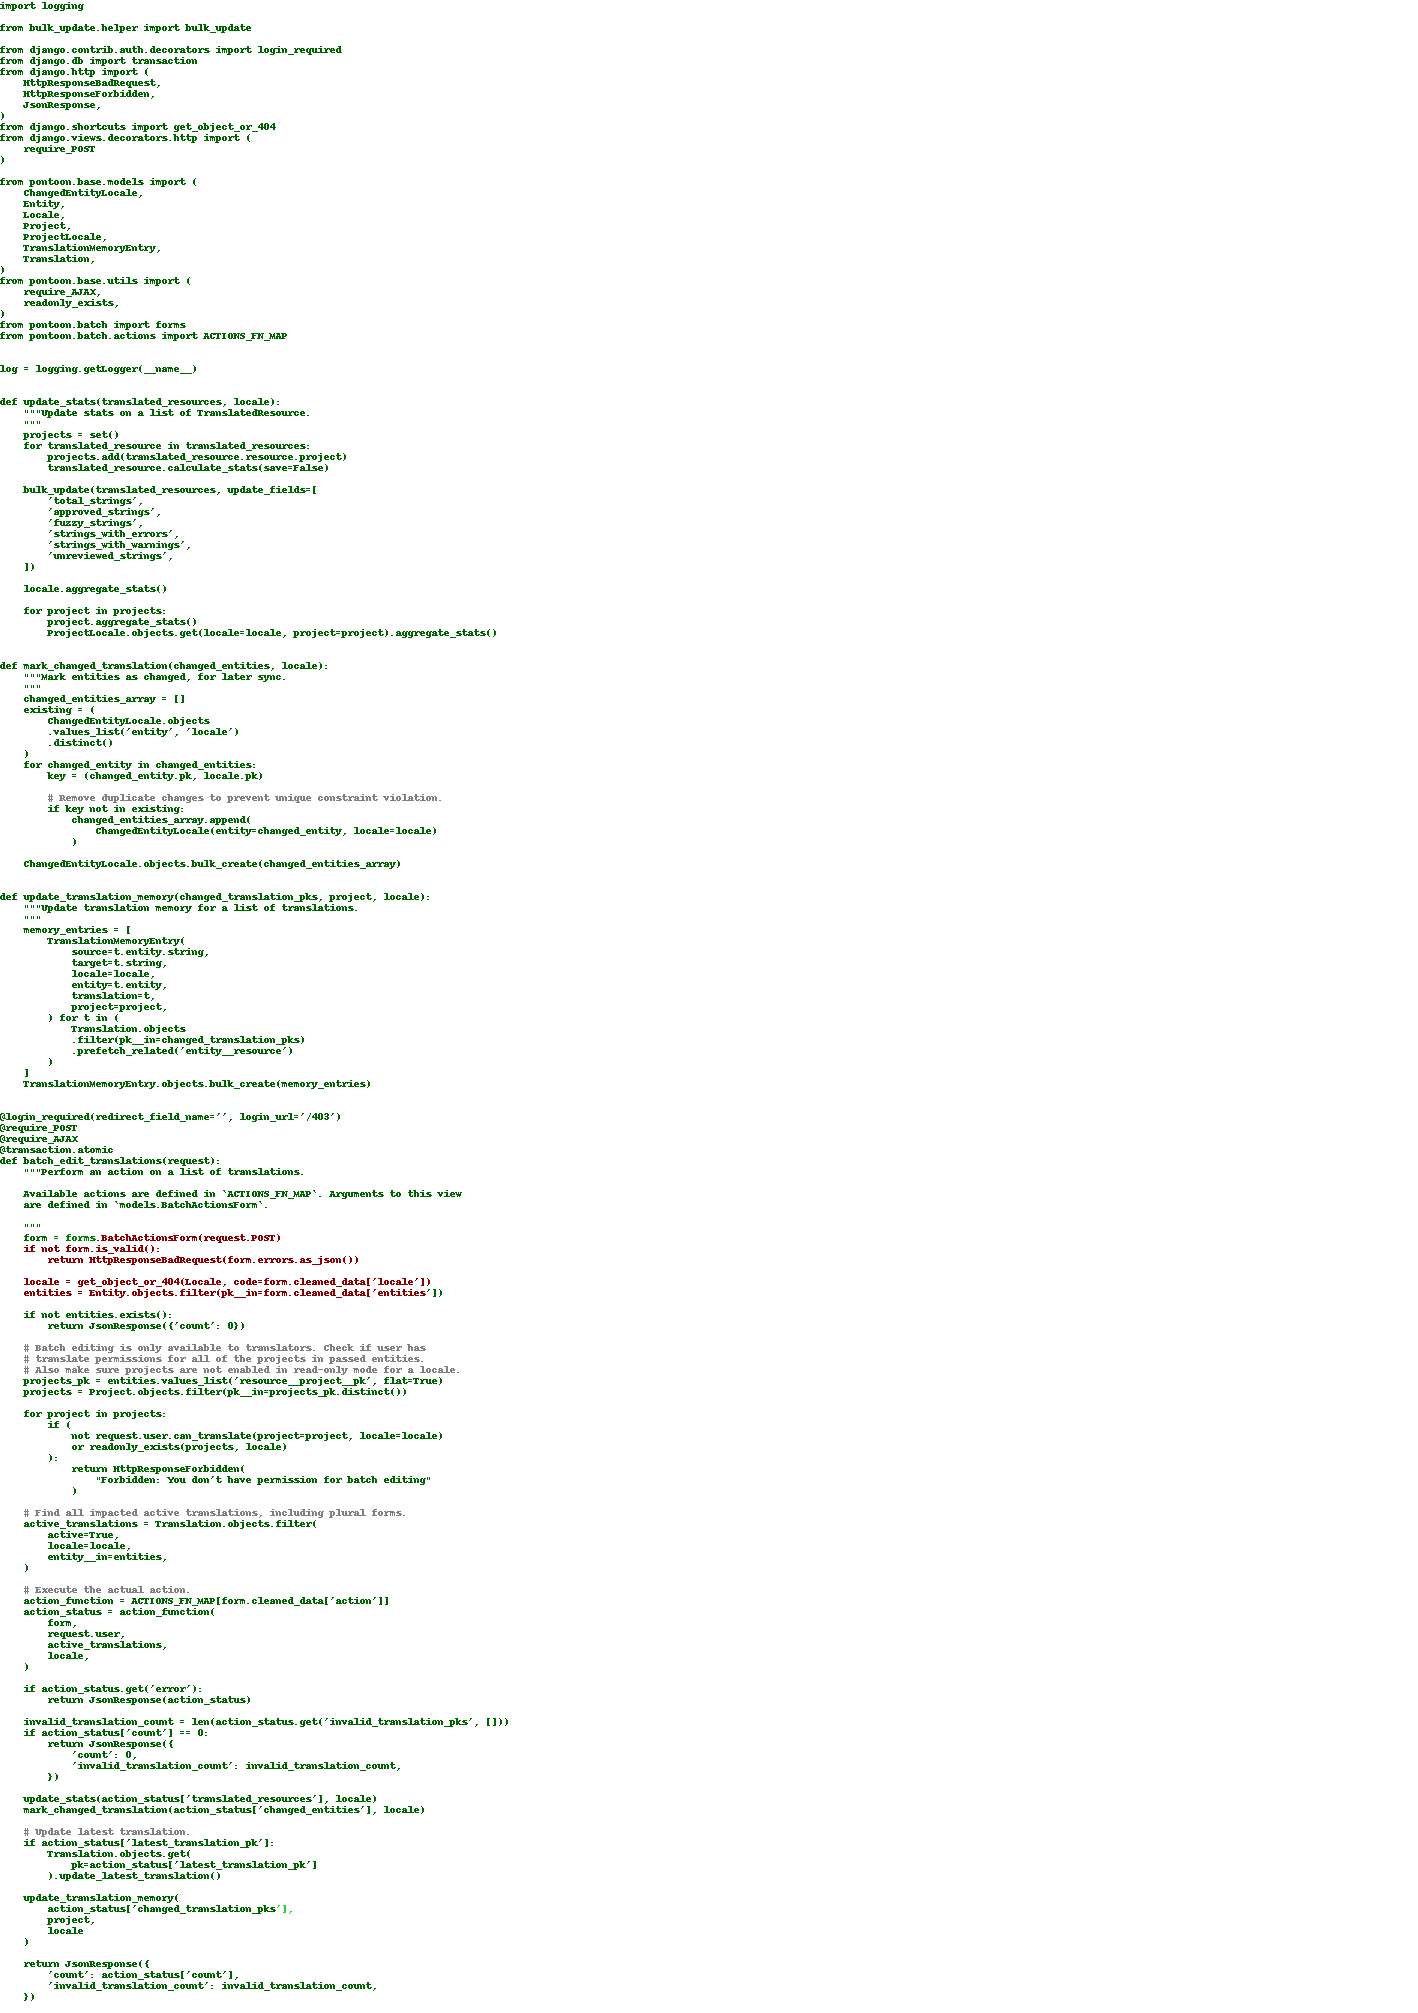 import logging

from bulk_update.helper import bulk_update

from django.contrib.auth.decorators import login_required
from django.db import transaction
from django.http import (
    HttpResponseBadRequest,
    HttpResponseForbidden,
    JsonResponse,
)
from django.shortcuts import get_object_or_404
from django.views.decorators.http import (
    require_POST
)

from pontoon.base.models import (
    ChangedEntityLocale,
    Entity,
    Locale,
    Project,
    ProjectLocale,
    TranslationMemoryEntry,
    Translation,
)
from pontoon.base.utils import (
    require_AJAX,
    readonly_exists,
)
from pontoon.batch import forms
from pontoon.batch.actions import ACTIONS_FN_MAP


log = logging.getLogger(__name__)


def update_stats(translated_resources, locale):
    """Update stats on a list of TranslatedResource.
    """
    projects = set()
    for translated_resource in translated_resources:
        projects.add(translated_resource.resource.project)
        translated_resource.calculate_stats(save=False)

    bulk_update(translated_resources, update_fields=[
        'total_strings',
        'approved_strings',
        'fuzzy_strings',
        'strings_with_errors',
        'strings_with_warnings',
        'unreviewed_strings',
    ])

    locale.aggregate_stats()

    for project in projects:
        project.aggregate_stats()
        ProjectLocale.objects.get(locale=locale, project=project).aggregate_stats()


def mark_changed_translation(changed_entities, locale):
    """Mark entities as changed, for later sync.
    """
    changed_entities_array = []
    existing = (
        ChangedEntityLocale.objects
        .values_list('entity', 'locale')
        .distinct()
    )
    for changed_entity in changed_entities:
        key = (changed_entity.pk, locale.pk)

        # Remove duplicate changes to prevent unique constraint violation.
        if key not in existing:
            changed_entities_array.append(
                ChangedEntityLocale(entity=changed_entity, locale=locale)
            )

    ChangedEntityLocale.objects.bulk_create(changed_entities_array)


def update_translation_memory(changed_translation_pks, project, locale):
    """Update translation memory for a list of translations.
    """
    memory_entries = [
        TranslationMemoryEntry(
            source=t.entity.string,
            target=t.string,
            locale=locale,
            entity=t.entity,
            translation=t,
            project=project,
        ) for t in (
            Translation.objects
            .filter(pk__in=changed_translation_pks)
            .prefetch_related('entity__resource')
        )
    ]
    TranslationMemoryEntry.objects.bulk_create(memory_entries)


@login_required(redirect_field_name='', login_url='/403')
@require_POST
@require_AJAX
@transaction.atomic
def batch_edit_translations(request):
    """Perform an action on a list of translations.

    Available actions are defined in `ACTIONS_FN_MAP`. Arguments to this view
    are defined in `models.BatchActionsForm`.

    """
    form = forms.BatchActionsForm(request.POST)
    if not form.is_valid():
        return HttpResponseBadRequest(form.errors.as_json())

    locale = get_object_or_404(Locale, code=form.cleaned_data['locale'])
    entities = Entity.objects.filter(pk__in=form.cleaned_data['entities'])

    if not entities.exists():
        return JsonResponse({'count': 0})

    # Batch editing is only available to translators. Check if user has
    # translate permissions for all of the projects in passed entities.
    # Also make sure projects are not enabled in read-only mode for a locale.
    projects_pk = entities.values_list('resource__project__pk', flat=True)
    projects = Project.objects.filter(pk__in=projects_pk.distinct())

    for project in projects:
        if (
            not request.user.can_translate(project=project, locale=locale)
            or readonly_exists(projects, locale)
        ):
            return HttpResponseForbidden(
                "Forbidden: You don't have permission for batch editing"
            )

    # Find all impacted active translations, including plural forms.
    active_translations = Translation.objects.filter(
        active=True,
        locale=locale,
        entity__in=entities,
    )

    # Execute the actual action.
    action_function = ACTIONS_FN_MAP[form.cleaned_data['action']]
    action_status = action_function(
        form,
        request.user,
        active_translations,
        locale,
    )

    if action_status.get('error'):
        return JsonResponse(action_status)

    invalid_translation_count = len(action_status.get('invalid_translation_pks', []))
    if action_status['count'] == 0:
        return JsonResponse({
            'count': 0,
            'invalid_translation_count': invalid_translation_count,
        })

    update_stats(action_status['translated_resources'], locale)
    mark_changed_translation(action_status['changed_entities'], locale)

    # Update latest translation.
    if action_status['latest_translation_pk']:
        Translation.objects.get(
            pk=action_status['latest_translation_pk']
        ).update_latest_translation()

    update_translation_memory(
        action_status['changed_translation_pks'],
        project,
        locale
    )

    return JsonResponse({
        'count': action_status['count'],
        'invalid_translation_count': invalid_translation_count,
    })